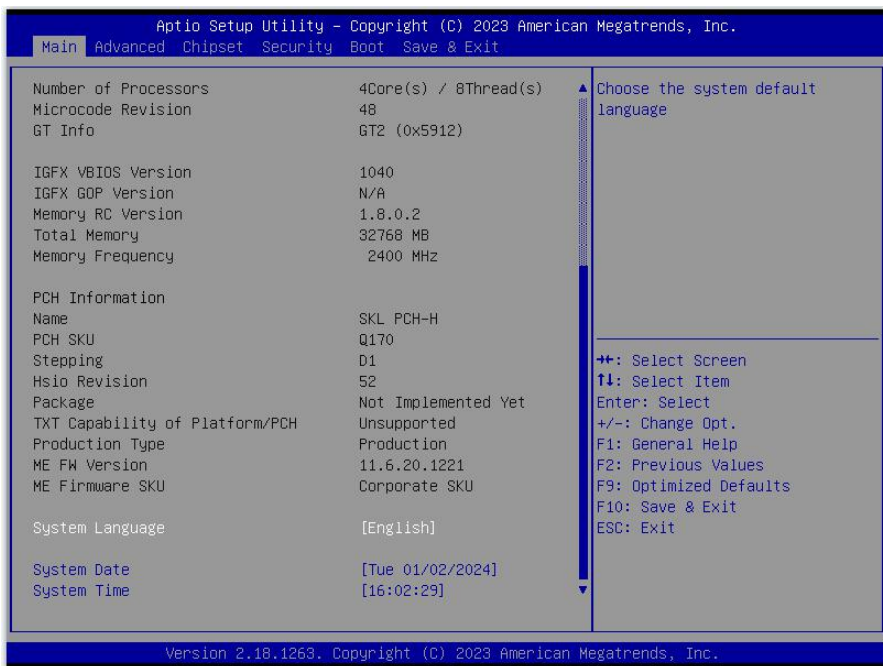 Aptio Setup Utility – Copyright (C) 2023 American Megatrends, Inc.
Main Advanced Chipset Security Boot Save & Exit
Number of Processors 4Core(s) / 8Thread(s)
Microcode Revision 48
GT Info GT2 (0x5912)
IGFX VBIOS Version 1040
IGFX GOP Version N/A
Memory RC Version 1.8.0.2
Total Memory 32768 MB
Memory Frequency 2400 MHz
PCH Information
Name SKL PCH-H
PCH SKU Q170
Stepping D1
Hsio Revision 52
Package Not Implemented Yet
TXT Capability of Platform/PCH Unsupported
Production Type Production
ME FW Version 11.6.20.1221
ME Firmware SKU Corporate SKU
System Language [English]
System Date [Tue 01/02/2024]
System Time [16:02:29]
Choose the system default
language
→←: Select Screen
↑↓: Select Item
Enter: Select
+/-: Change Opt.
F1: General Help
F2: Previous Values
F9: Optimized Defaults
F10: Save & Exit
ESC: Exit
Version 2.18.1263. Copyright (C) 2023 American Megatrends, Inc.